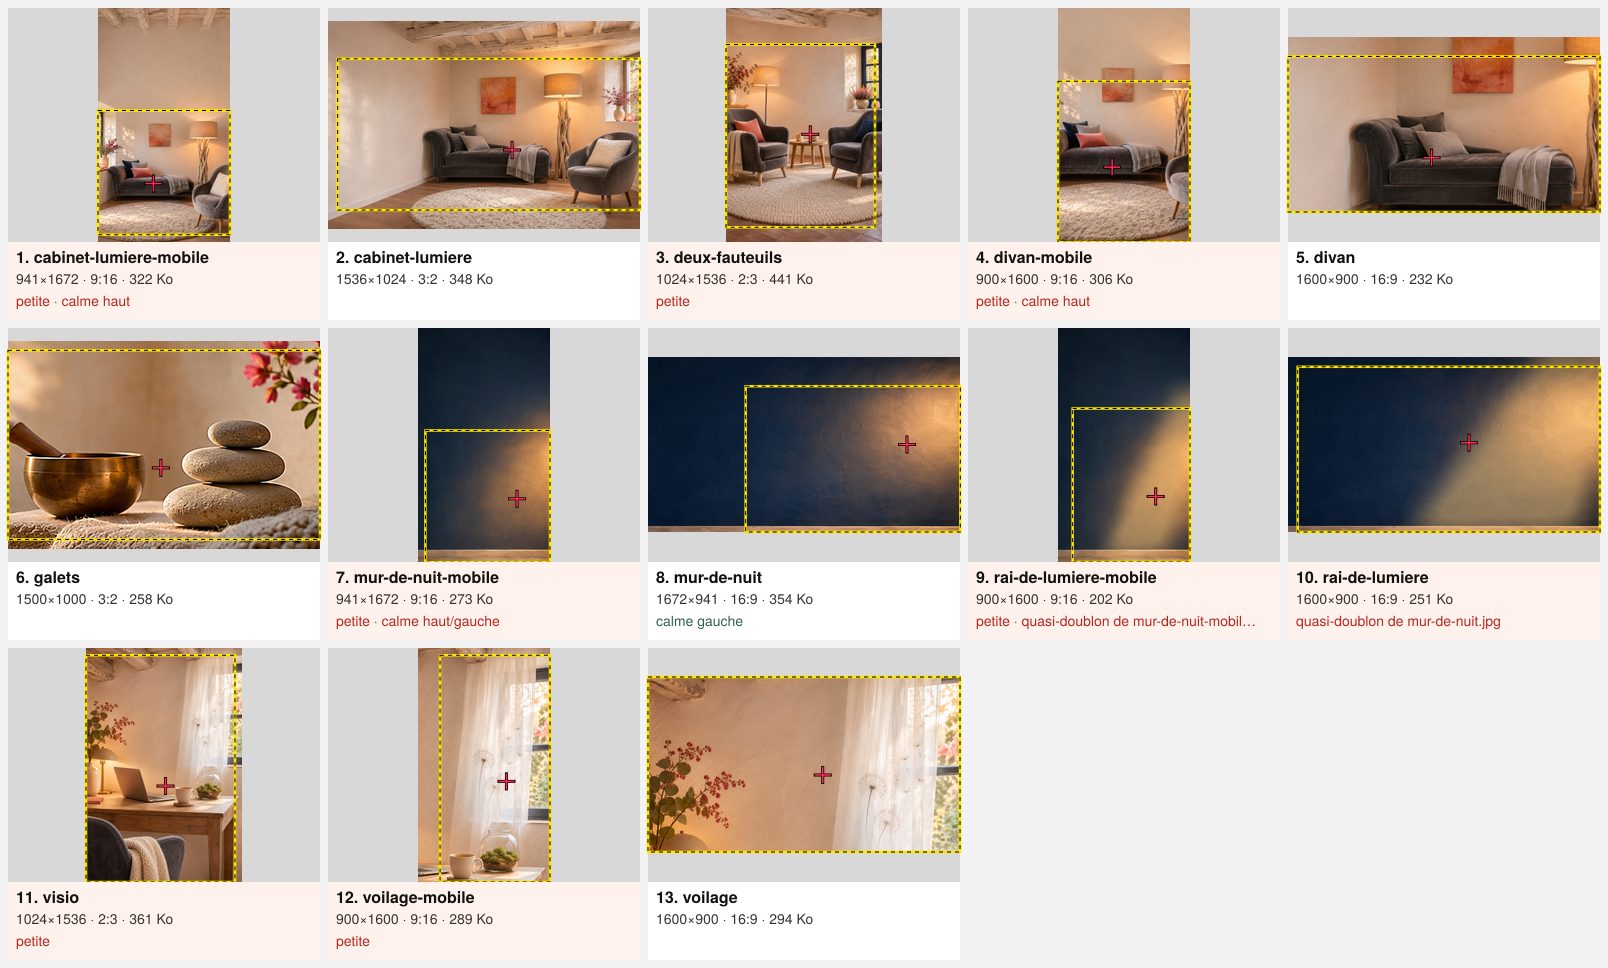 1. cabinet-lumiere-mobile
941×1672 · 9:16 · 322 Ko
petite · calme haut
2. cabinet-lumiere
1536×1024 · 3:2 · 348 Ko
3. deux-fauteuils
1024×1536 · 2:3 · 441 Ko
petite
4. divan-mobile
900×1600 · 9:16 · 306 Ko
petite · calme haut
5. divan
1600×900 · 16:9 · 232 Ko
6. galets
1500×1000 · 3:2 · 258 Ko
7. mur-de-nuit-mobile
941×1672 · 9:16 · 273 Ko
petite · calme haut/gauche
8. mur-de-nuit
1672×941 · 16:9 · 354 Ko
calme gauche
9. rai-de-lumiere-mobile
900×1600 · 9:16 · 202 Ko
petite · quasi-doublon de mur-de-nuit-mobil…
10. rai-de-lumiere
1600×900 · 16:9 · 251 Ko
quasi-doublon de mur-de-nuit.jpg
11. visio
1024×1536 · 2:3 · 361 Ko
petite
12. voilage-mobile
900×1600 · 9:16 · 289 Ko
petite
13. voilage
1600×900 · 16:9 · 294 Ko